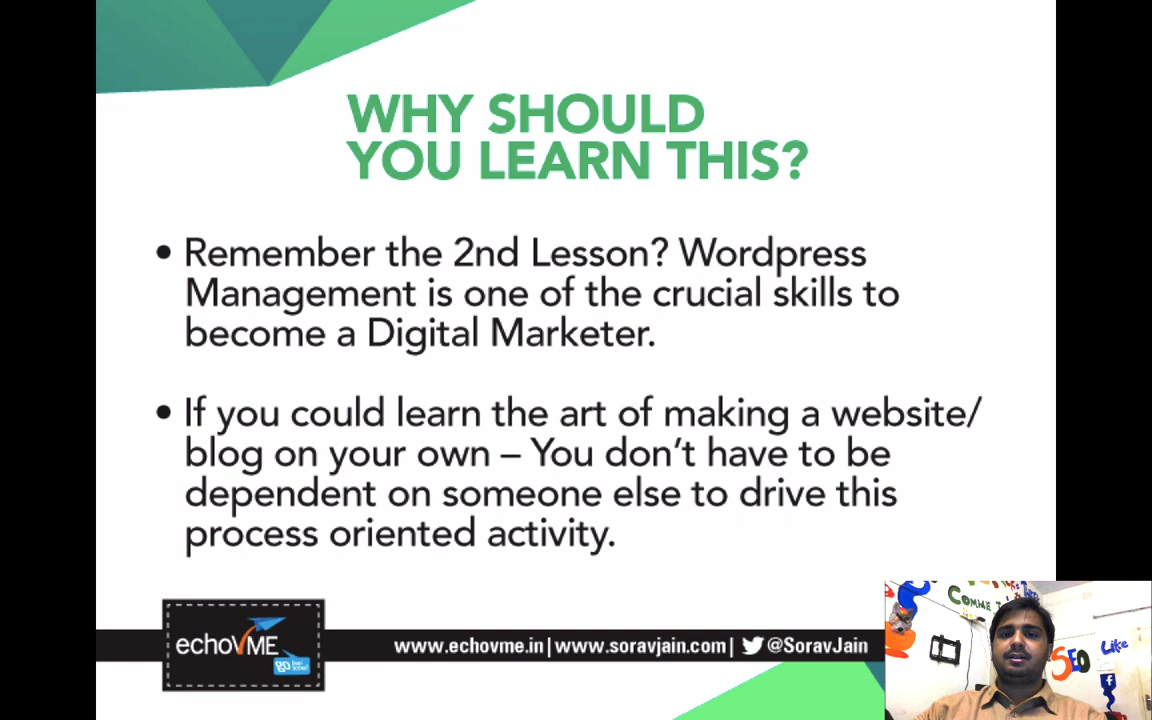 WHY SHOULD
YOU LEARN THIS?
• Remember the 2nd Lesson? Wordpress
Management is one of the crucial skills to
become a Digital Marketer.
• If you could learn the art of making a website/
blog on your own – You don't have to be
dependent on someone else to drive this
process oriented activity.
echoVME
www.echovme.in|www.soravjain.com| @SoravJain
COMME
Like
SEO
f